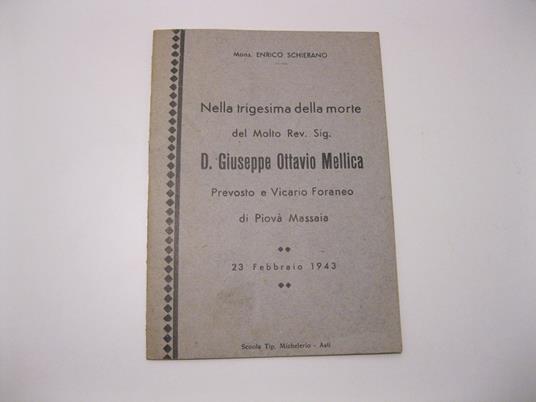 Mons. ENRICO SCHIERANO
Nella trigesima della morte
del Molto Rev. Sig.
D. Giuseppe Ottavio Mellica
Prevosto e Vicario Foraneo
di Piovà Massaia
23 Febbraio 1943
Scuola Tip. Michelerio - Asti